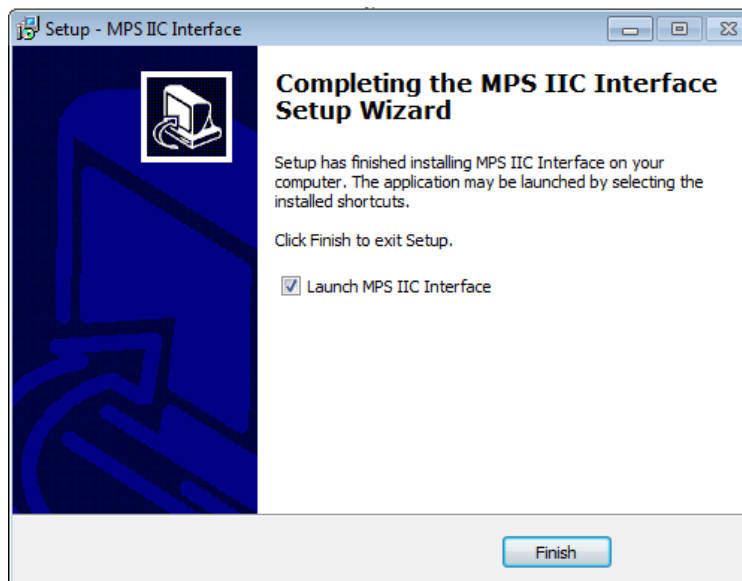 Setup - MPS IIC Interface
Completing the MPS IIC Interface
Setup Wizard
Setup has finished installing MPS IIC Interface on your
computer. The application may be launched by selecting the
installed shortcuts.
Click Finish to exit Setup.
Launch MPS IIC Interface
Finish